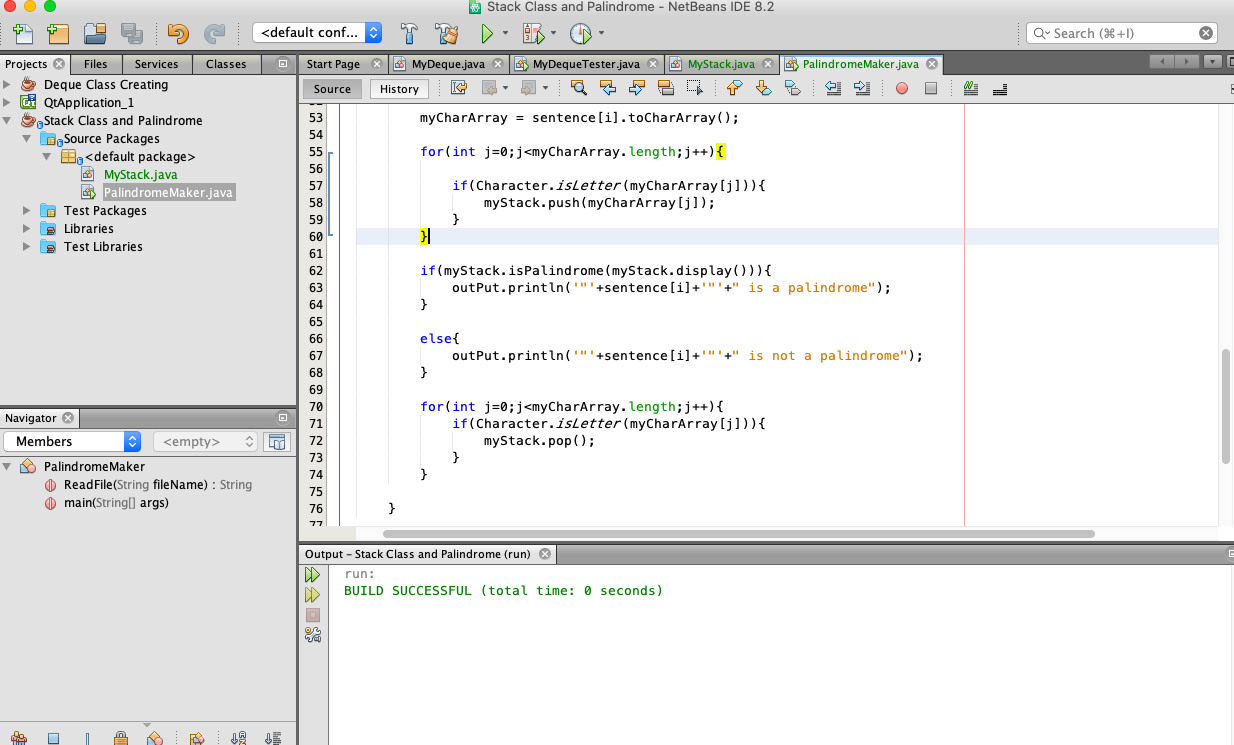 Stack Class and Palindrome - NetBeans IDE 8.2
<default conf...
Search (⌘+I)
Projects Files Services Classes
Deque Class Creating
QtApplication_1
Stack Class and Palindrome
Source Packages
<default package>
MyStack.java
PalindromeMaker.java
Test Packages
Libraries
Test Libraries
Navigator
Members <empty>
PalindromeMaker
ReadFile(String fileName) : String
main(String[] args)
Start Page MyDeque.java MyDequeTester.java MyStack.java PalindromeMaker.java
Source History
53 myCharArray = sentence[i].toCharArray();
54
55 for(int j=0;j<myCharArray.length;j++){
56
57 if(Character.isLetter(myCharArray[j])){
58 myStack.push(myCharArray[j]);
59 }
60 }
61
62 if(myStack.isPalindrome(myStack.display())){
63 outPut.println('"'+sentence[i]+'"'+" is a palindrome");
64 }
65
66 else{
67 outPut.println('"'+sentence[i]+'"'+" is not a palindrome");
68 }
69
70 for(int j=0;j<myCharArray.length;j++){
71 if(Character.isLetter(myCharArray[j])){
72 myStack.pop();
73 }
74 }
75
76 }
77
Output - Stack Class and Palindrome (run)
run:
BUILD SUCCESSFUL (total time: 0 seconds)